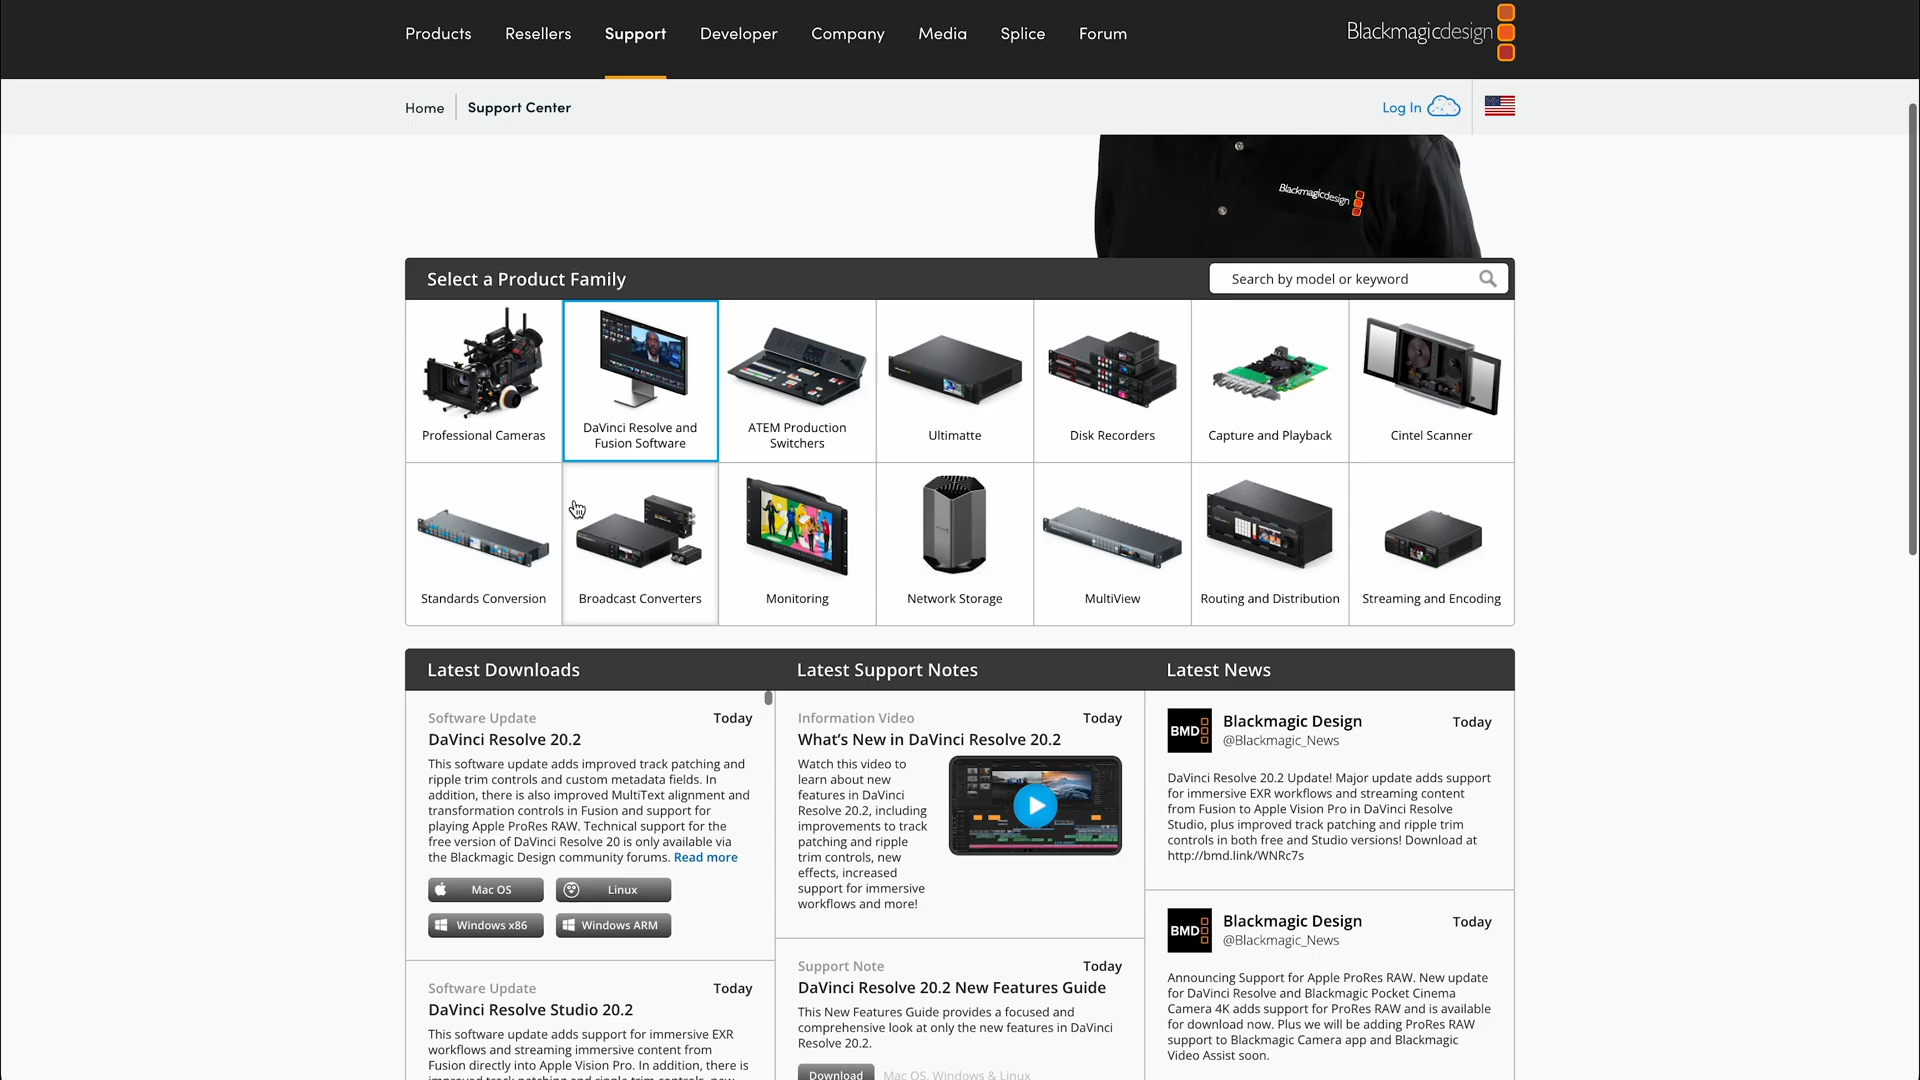 Products
Resellers
Support
Developer
Company
Media
Splice
Forum
Blackmagicdesign
Home
Support Center
Log In
Blackmagicdesign
Select a Product Family
Search by model or keyword
Professional Cameras
DaVinci Resolve and
Fusion Software
ATEM Production
Switchers
Ultimatte
Disk Recorders
Capture and Playback
Cintel Scanner
Standards Conversion
Broadcast Converters
Monitoring
Network Storage
MultiView
Routing and Distribution
Streaming and Encoding
Latest Downloads
Software Update
Today
DaVinci Resolve 20.2
This software update adds improved track patching and
ripple trim controls and custom metadata fields. In
addition, there is also improved MultiText alignment and
transformation controls in Fusion and support for
playing Apple ProRes RAW. Technical support for the
free version of DaVinci Resolve 20 is only available via
the Blackmagic Design community forums. Read more
Mac OS
Linux
Windows x86
Windows ARM
Software Update
Today
DaVinci Resolve Studio 20.2
This software update adds support for immersive EXR
workflows and streaming immersive content from
Fusion directly into Apple Vision Pro. In addition, there is
improved track patching and ripple trim controls, new
Latest Support Notes
Information Video
Today
What's New in DaVinci Resolve 20.2
Watch this video to
learn about new
features in DaVinci
Resolve 20.2, including
improvements to track
patching and ripple
trim controls, new
effects, increased
support for immersive
workflows and more!
Support Note
Today
DaVinci Resolve 20.2 New Features Guide
This New Features Guide provides a focused and
comprehensive look at only the new features in DaVinci
Resolve 20.2.
Download
Mac OS, Windows & Linux
Latest News
BMD
Blackmagic Design
Today
@Blackmagic_News
DaVinci Resolve 20.2 Update! Major update adds support
for immersive EXR workflows and streaming content
from Fusion to Apple Vision Pro in DaVinci Resolve
Studio, plus improved track patching and ripple trim
controls in both free and Studio versions! Download at
http://bmd.link/WNRc7s
BMD
Blackmagic Design
Today
@Blackmagic_News
Announcing Support for Apple ProRes RAW. New update
for DaVinci Resolve and Blackmagic Pocket Cinema
Camera 4K adds support for ProRes RAW and is available
for download now. Plus we will be adding ProRes RAW
support to Blackmagic Camera app and Blackmagic
Video Assist soon.